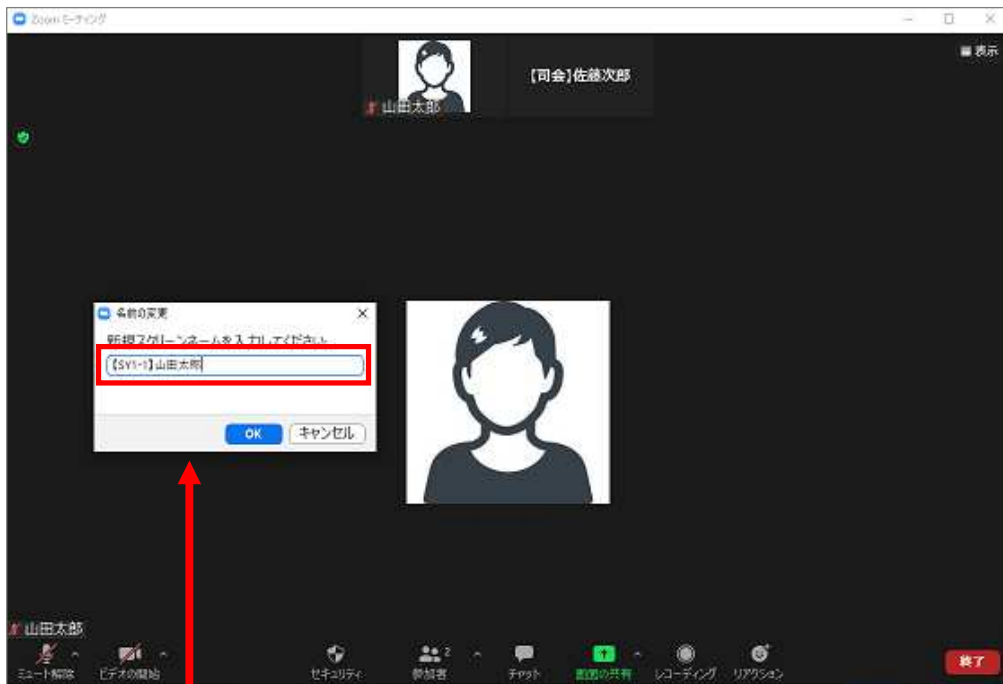 Zoom ミーティング
表示
山田太郎
【司会】佐藤次郎
名前の変更
新規スクリーンネームを入力してください:
【SY1-1】山田太郎
OK
キャンセル
山田太郎
ミュート解除
ビデオの開始
セキュリティ
2
参加者
チャット
画面の共有
レコーディング
リアクション
終了